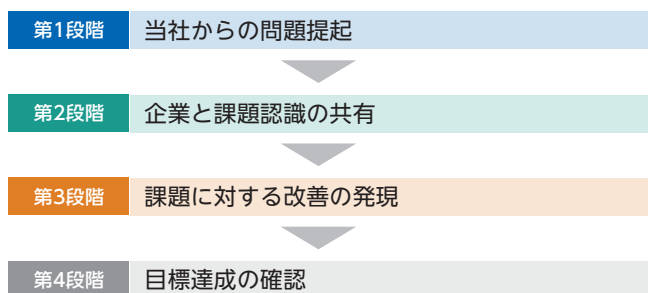 第1段階 当社からの問題提起
第2段階 企業と課題認識の共有
第3段階 課題に対する改善の発現
第4段階 目標達成の確認